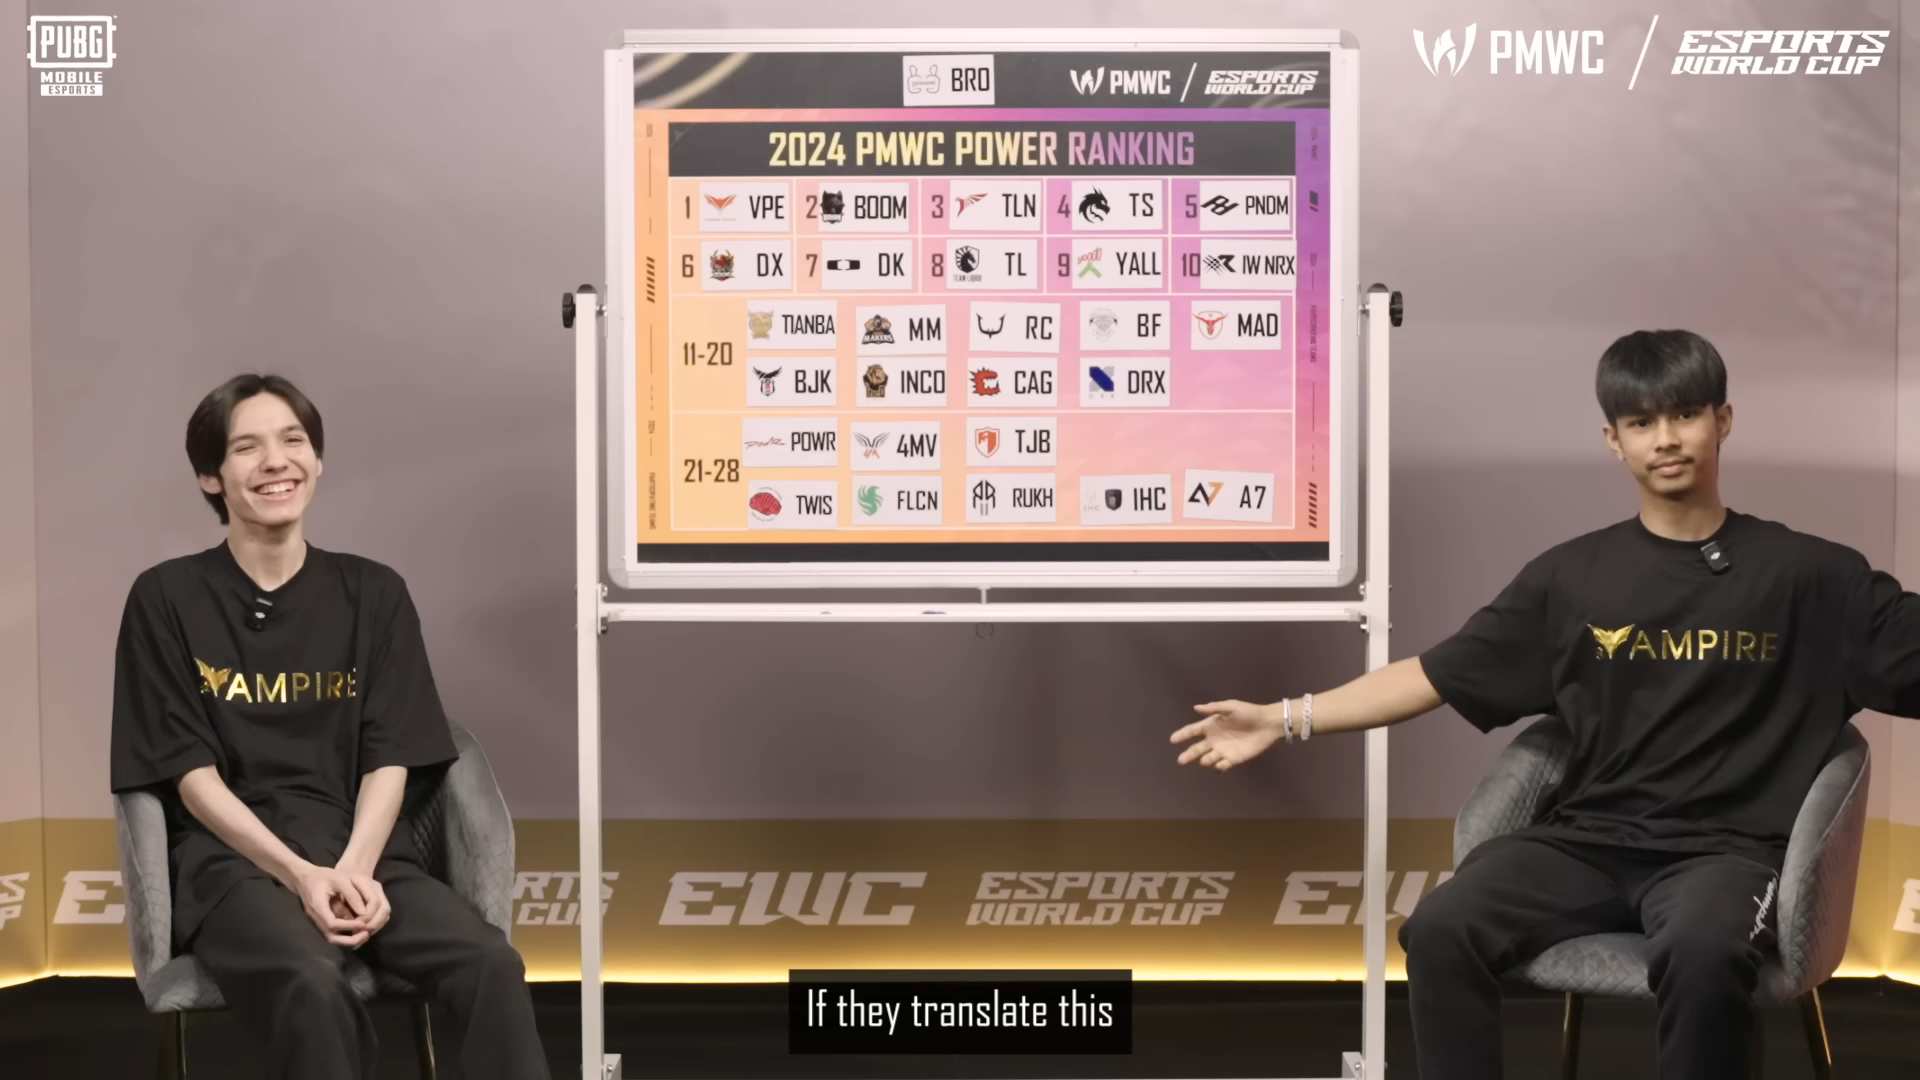 PUBG
MOBILE
ESPORTS
PMWC / ESPORTS WORLD CUP
BRO
PMWC / ESPORTS WORLD CUP
2024 PMWC POWER RANKING
1 VPE 2 BOOM 3 TLN 4 TS 5 PNDM
6 DX 7 DK 8 TL 9 YALL 10 IW NRX
11-20
TIANBA MM RC BF MAD
BJK INCO CAG DRX
21-28
POWR 4MV TJB
TWIS FLCN RUKH IHC A7
VAMPIRE
VAMPIRE
EWC ESPORTS WORLD CUP
If they translate this